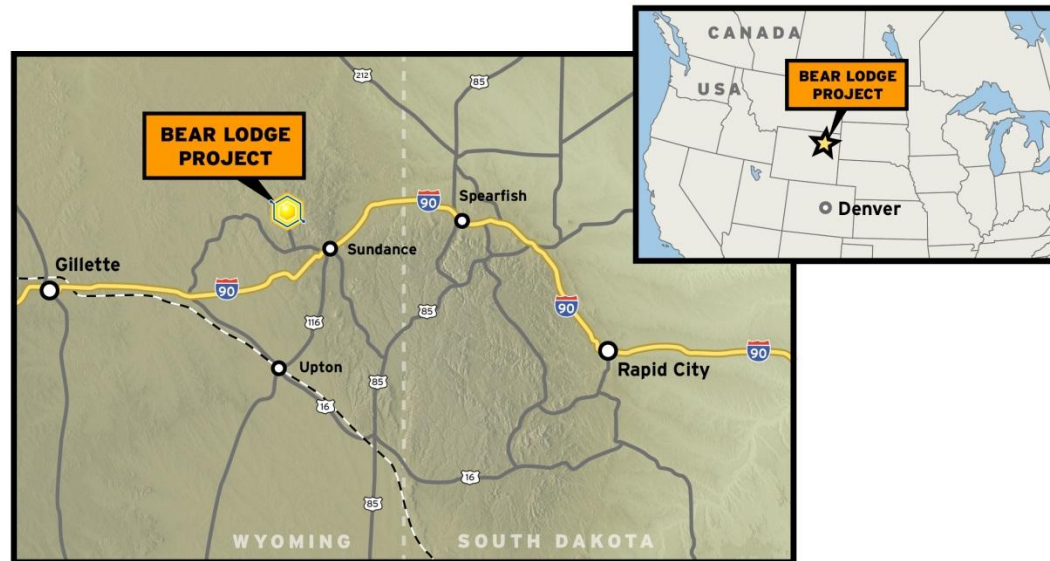 CANADA
USA
BEAR LODGE
PROJECT
Denver
212
85
BEAR LODGE
PROJECT
90
Spearfish
Sundance
Gillette
90
116
85
90
Upton
Rapid City
90
85
16
16
85
WYOMING
SOUTH DAKOTA